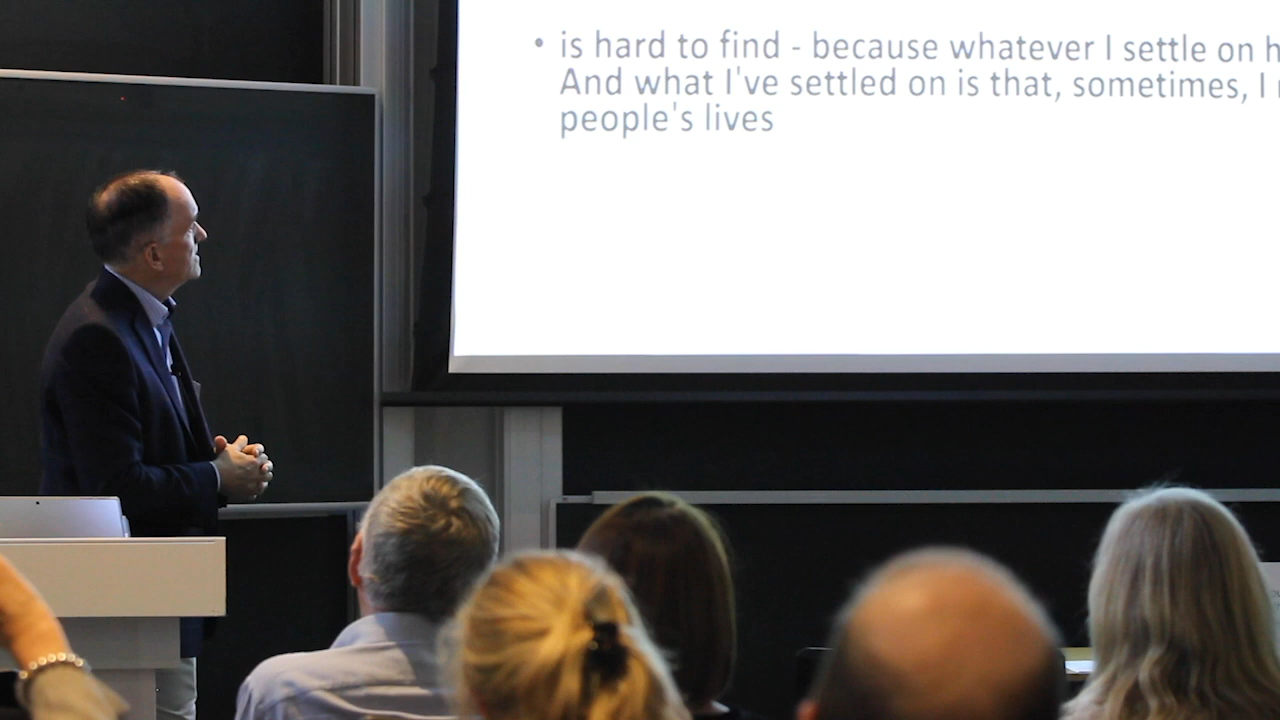 • is hard to find - because whatever I settle on
And what I've settled on is that, sometimes, I
people's lives